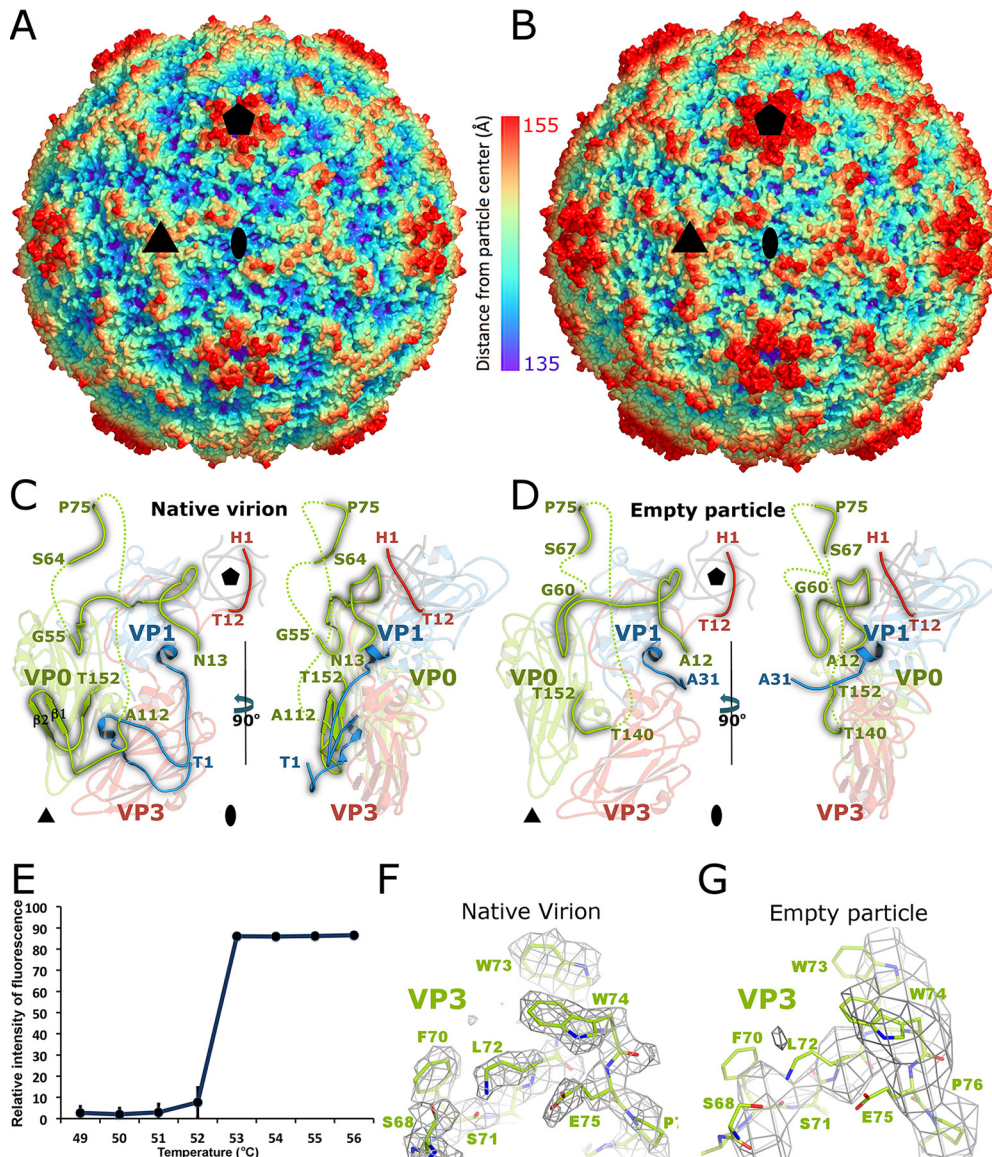 A
B
155
Distance from particle center (Å)
135
C
Native virion
P75
S64
H1
G55
T12
VP1
N13
VP0
T152
β2
β1
A112
T1
VP3
90°
P75
S64
H1
G55
T12
N13
VP1
T152
VP0
A112
T1
VP3
D
Empty particle
P75
S67
H1
G60
T12
VP1
A12
A31
VP0
T152
T140
VP3
90°
P75
S67
H1
G60
T12
VP1
A12
A31
T152
VP0
T140
VP3
E
Relative intensity of fluorescence
100
90
80
70
60
50
40
30
20
10
0
49 50 51 52 53 54 55 56
Temperature (°C)
F
Native Virion
W73
VP3
W74
F70
L72
S68
S71
E75
P7
G
Empty particle
W73
VP3
W74
F70
L72
S68
S71
E75
P76